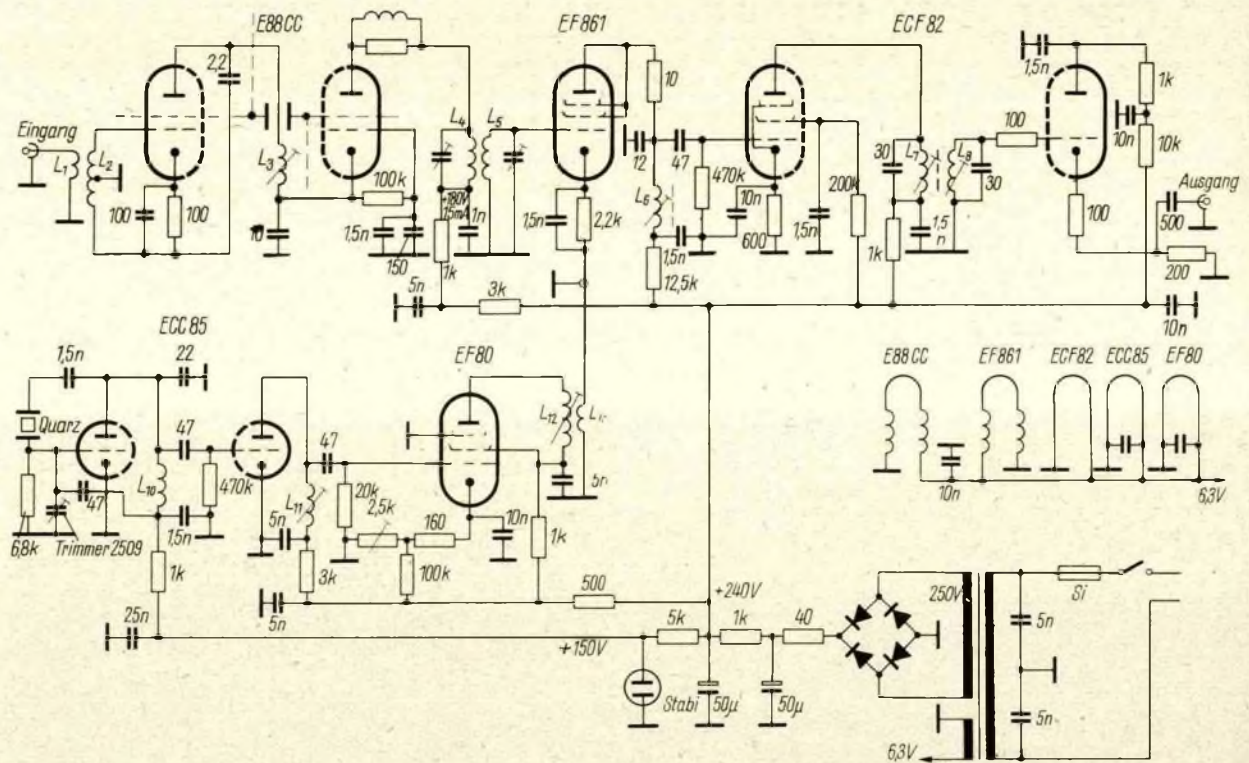 E88CC
EF861
ECF82
2,2
Eingang
L1
L2
100
100
L3
10
100k
1,5n
150
L4
L5
+180V
15mA
1n
1k
5n
3k
1,5n
2,2k
10
12
47
L6
1,5n
12,5k
470k
10n
600
1,5n
200k
30
L7
L8
30
1,5n
1k
100
1,5n
1k
10n
10k
Ausgang
100
500
200
10n
ECC85
1,5n
22
Quarz
47
47
L10
470k
6,8k
Trimmer 2509
1,5n
1k
25n
L11
5n
3k
5n
47
20k
2,5k
160
100k
EF80
10n
1k
L12
5n
500
+240V
5k
1k
40
+150V
Stabi
50µ
50µ
E88CC
EF861
ECF82
ECC85
EF80
10n
6,3V
250V
Si
5n
5n
6,3V